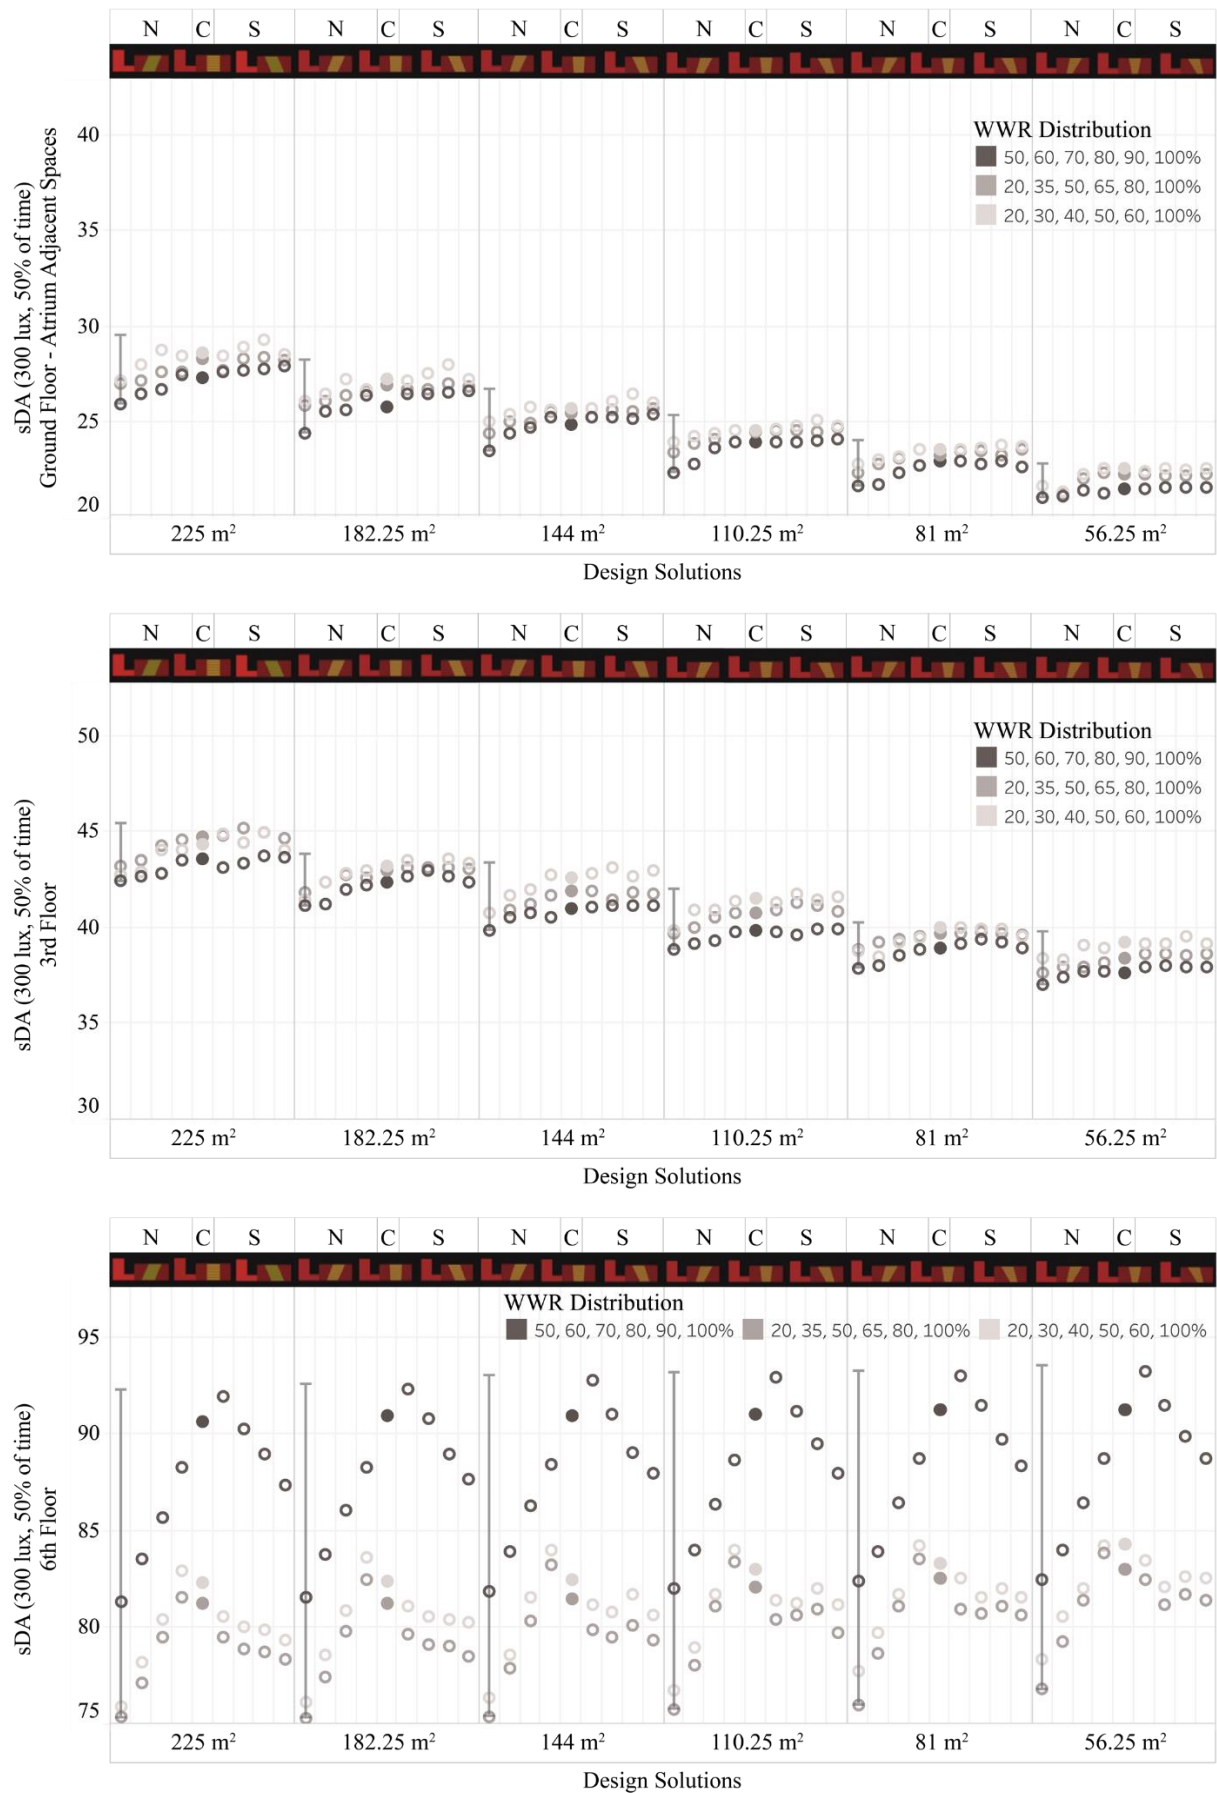 N C S N C S N C S N C S N C S N C S
sDA (300 lux, 50% of time)
Ground Floor - Atrium Adjacent Spaces
40
35
30
25
20
WWR Distribution
50, 60, 70, 80, 90, 100%
20, 35, 50, 65, 80, 100%
20, 30, 40, 50, 60, 100%
225 m² 182.25 m² 144 m² 110.25 m² 81 m² 56.25 m²
Design Solutions
N C S N C S N C S N C S N C S N C S
sDA (300 lux, 50% of time)
3rd Floor
50
45
40
35
30
WWR Distribution
50, 60, 70, 80, 90, 100%
20, 35, 50, 65, 80, 100%
20, 30, 40, 50, 60, 100%
225 m² 182.25 m² 144 m² 110.25 m² 81 m² 56.25 m²
Design Solutions
N C S N C S N C S N C S N C S N C S
WWR Distribution
50, 60, 70, 80, 90, 100% 20, 35, 50, 65, 80, 100% 20, 30, 40, 50, 60, 100%
sDA (300 lux, 50% of time)
6th Floor
95
90
85
80
75
225 m² 182.25 m² 144 m² 110.25 m² 81 m² 56.25 m²
Design Solutions